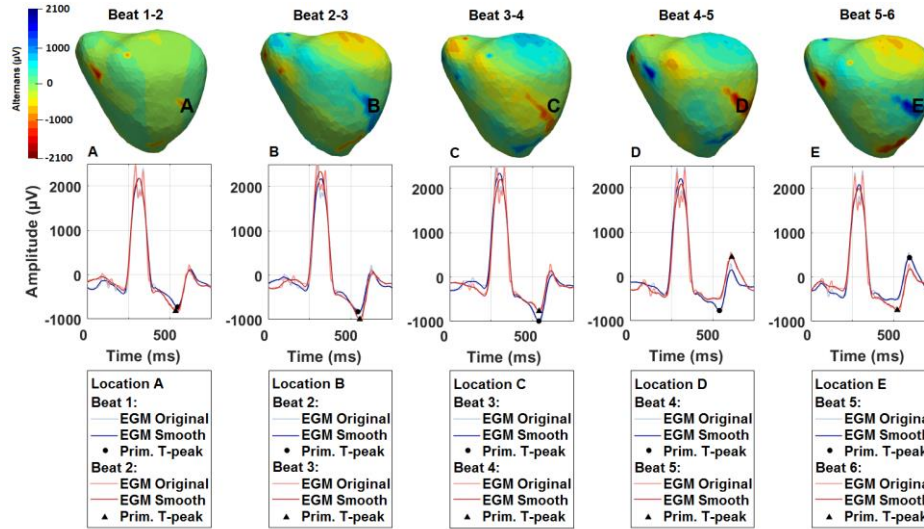 Beat 1-2 Beat 2-3 Beat 3-4 Beat 4-5 Beat 5-6
Alternans (µV)
2100
1000
0
-1000
-2100
A B C D E
A B C D E
Amplitude (µV)
2000 2000 2000 2000 2000
1000 1000 1000 1000 1000
-0 -0 -0 -0 -0
-1000 -1000 -1000 -1000 -1000
0 500 0 500 0 500 0 500 0 500
Time (ms) Time (ms) Time (ms) Time (ms) Time (ms)
Location A
Beat 1:
EGM Original
EGM Smooth
Prim. T-peak
Beat 2:
EGM Original
EGM Smooth
Prim. T-peak
Location B
Beat 2:
EGM Original
EGM Smooth
Prim. T-peak
Beat 3:
EGM Original
EGM Smooth
Prim. T-peak
Location C
Beat 3:
EGM Original
EGM Smooth
Prim. T-peak
Beat 4:
EGM Original
EGM Smooth
Prim. T-peak
Location D
Beat 4:
EGM Original
EGM Smooth
Prim. T-peak
Beat 5:
EGM Original
EGM Smooth
Prim. T-peak
Location E
Beat 5:
EGM Original
EGM Smooth
Prim. T-peak
Beat 6:
EGM Original
EGM Smooth
Prim. T-peak